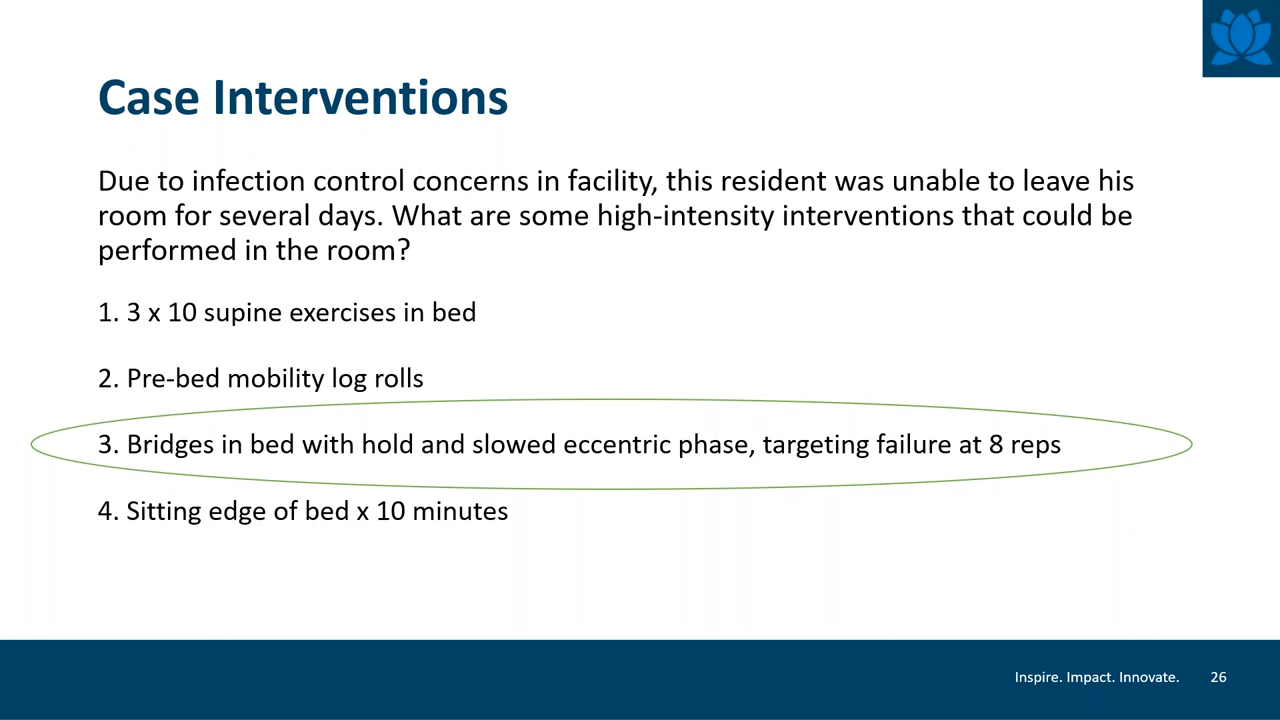 Case Interventions
Due to infection control concerns in facility, this resident was unable to leave his
room for several days. What are some high-intensity interventions that could be
performed in the room?
1. 3 x 10 supine exercises in bed
2. Pre-bed mobility log rolls
3. Bridges in bed with hold and slowed eccentric phase, targeting failure at 8 reps
4. Sitting edge of bed x 10 minutes
Inspire. Impact. Innovate. 26